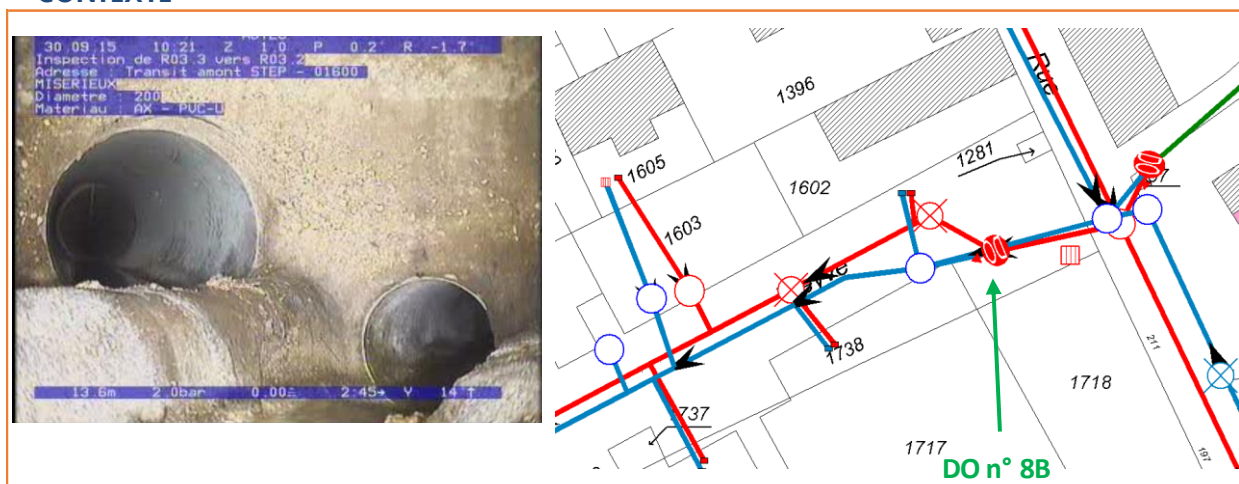 CONTEXTE
30.09.15 10:21 Z 1.0 P 0.2° R -1.7°
Inspection de R03.3 vers R03.2
Adresse : Transit amont STEP - 01600
MISERIEUX
Diametre : 200
Materiau : AX - PVC-U
13.6m 2.0bar 0.00 2:45→ Y 14↑
Rue
1396
1605
1281
1602
1603
1738
1718
211
1737
1717
197
DO n° 8B